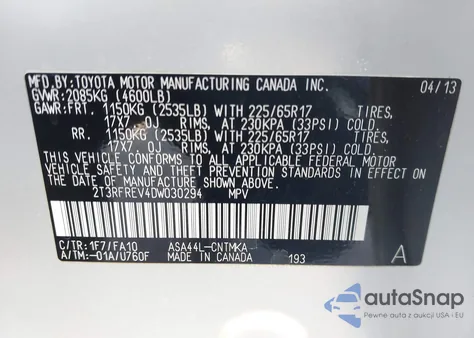 MFD.BY:TOYOTA MOTOR MANUFACTURING CANADA INC. 04/13
GVWR:2085KG (4600LB)
GAWR:FRT. 1150KG (2535LB) WITH 225/65R17 TIRES,
17X7 OJ RIMS, AT 230KPA (33PSI) COLD.
RR. 1150KG (2535LB) WITH 225/65R17 TIRES,
17X7 OJ RIMS, AT 230KPA (33PSI) COLD.
THIS VEHICLE CONFORMS TO ALL APPLICABLE FEDERAL MOTOR
VEHICLE SAFETY AND THEFT PREVENTION STANDARDS IN
EFFECT ON THE DATE OF MANUFACTURE SHOWN ABOVE.
2T3RFREV4DW030294 MPV
C/TR:1F7/FA10 ASA44L-CNTMKA
A/TM:-01A/U760F MADE IN CANADA 193 A
autoSnap
Pewne auta z aukcji USA i EU